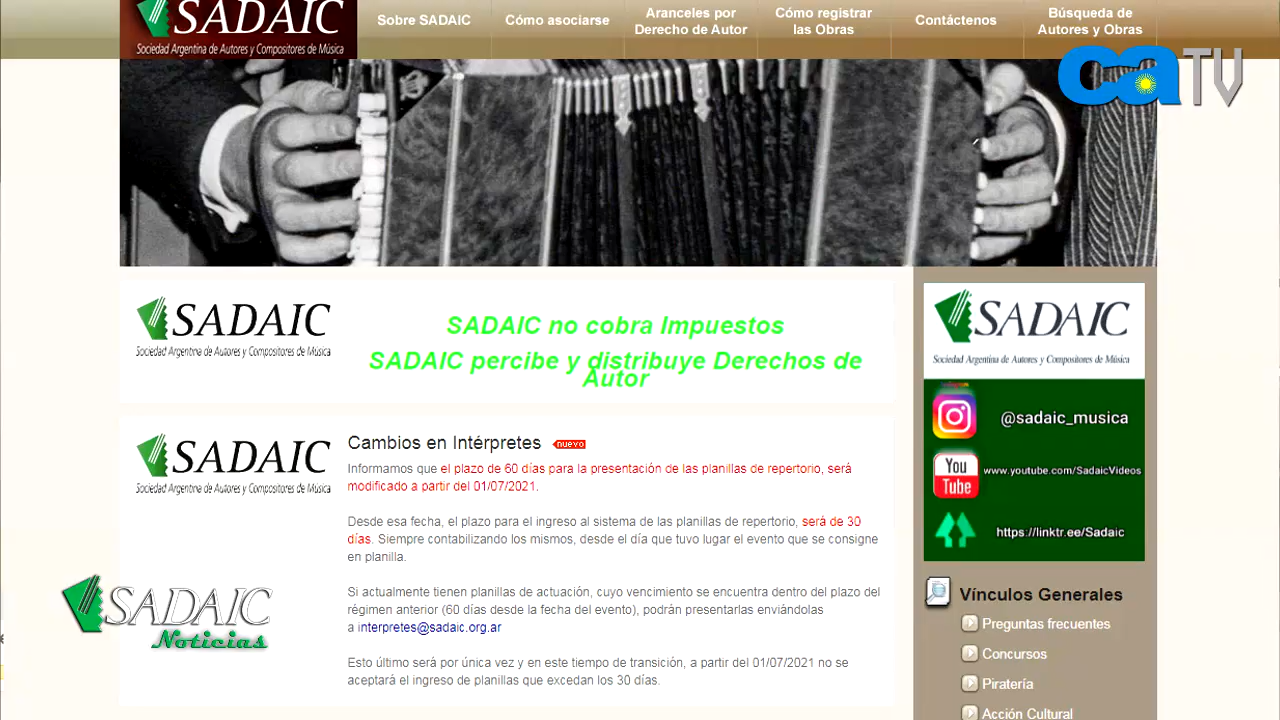 SADAIC
Sociedad Argentina de Autores y Compositores de Música
Sobre SADAIC
Cómo asociarse
Aranceles por
Derecho de Autor
Cómo registrar
las Obras
Contáctenos
Búsqueda de
Autores y Obras
ca TV
SADAIC
Sociedad Argentina de Autores y Compositores de Música
SADAIC no cobra Impuestos
SADAIC percibe y distribuye Derechos de
Autor
SADAIC
Sociedad Argentina de Autores y Compositores de Música
Cambios en Intérpretes nuevo
Informamos que el plazo de 60 días para la presentación de las planillas de repertorio, será
modificado a partir del 01/07/2021.
Desde esa fecha, el plazo para el ingreso al sistema de las planillas de repertorio, será de 30
días. Siempre contabilizando los mismos, desde el día que tuvo lugar el evento que se consigne
en planilla.
Si actualmente tienen planillas de actuación, cuyo vencimiento se encuentra dentro del plazo del
régimen anterior (60 días desde la fecha del evento), podrán presentarlas enviándolas
a interpretes@sadaic.org.ar
Esto último será por única vez y en este tiempo de transición, a partir del 01/07/2021 no se
aceptará el ingreso de planillas que excedan los 30 días.
SADAIC
Noticias
SADAIC
Sociedad Argentina de Autores y Compositores de Música
@sadaic_musica
You
Tube
www.youtube.com/SadaicVideos
https://linktr.ee/Sadaic
Vínculos Generales
Preguntas frecuentes
Concursos
Piratería
Acción Cultural